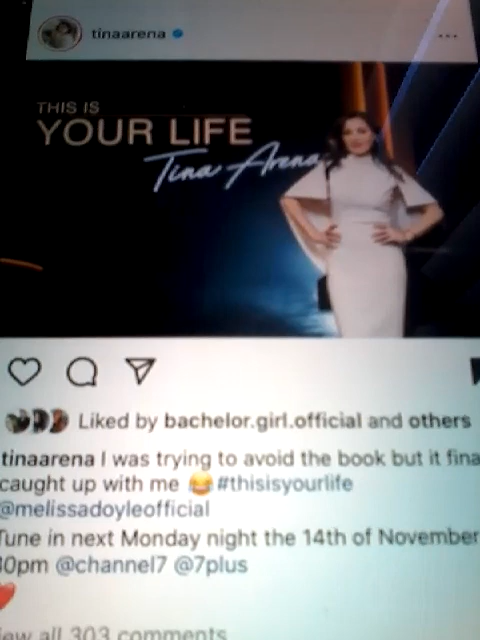 tinaarena
THIS IS
YOUR LIFE
Tina Arena
Liked by bachelor.girl.official and others
tinaarena I was trying to avoid the book but it fina
caught up with me 😂 #thisisyourlife
@melissadoyleofficial
Tune in next Monday night the 14th of November
30pm @channel7 @7plus
❤️
iew all 303 comments